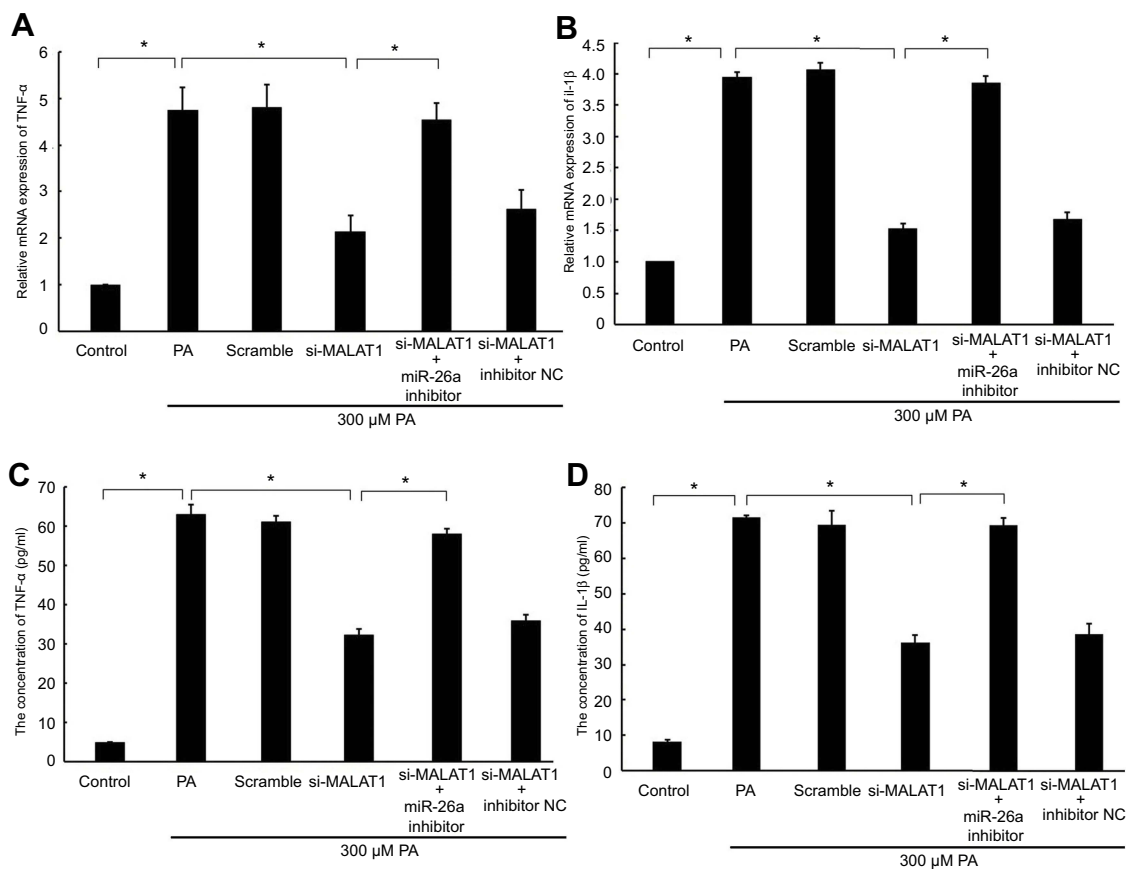 A
* * *
Relative mRNA expression of TNF-α
6
5
4
3
2
1
0
Control PA Scramble si-MALAT1 si-MALAT1 si-MALAT1
+ +
miR-26a inhibitor NC
inhibitor
300 µM PA
B
* * *
Relative mRNA expression of il-1β
4.5
4.0
3.5
3.0
2.5
2.0
1.5
1.0
0.5
0
Control PA Scramble si-MALAT1 si-MALAT1 si-MALAT1
+ +
miR-26a inhibitor NC
inhibitor
300 µM PA
C
* * *
The concentration of TNF-α (pg/ml)
70
60
50
40
30
20
10
0
Control PA Scramble si-MALAT1 si-MALAT1 si-MALAT1
+ +
miR-26a inhibitor NC
inhibitor
300 µM PA
D
* * *
The concentration of IL-1β (pg/ml)
80
70
60
50
40
30
20
10
0
Control PA Scramble si-MALAT1 si-MALAT1 si-MALAT1
+ +
miR-26a inhibitor NC
inhibitor
300 µM PA